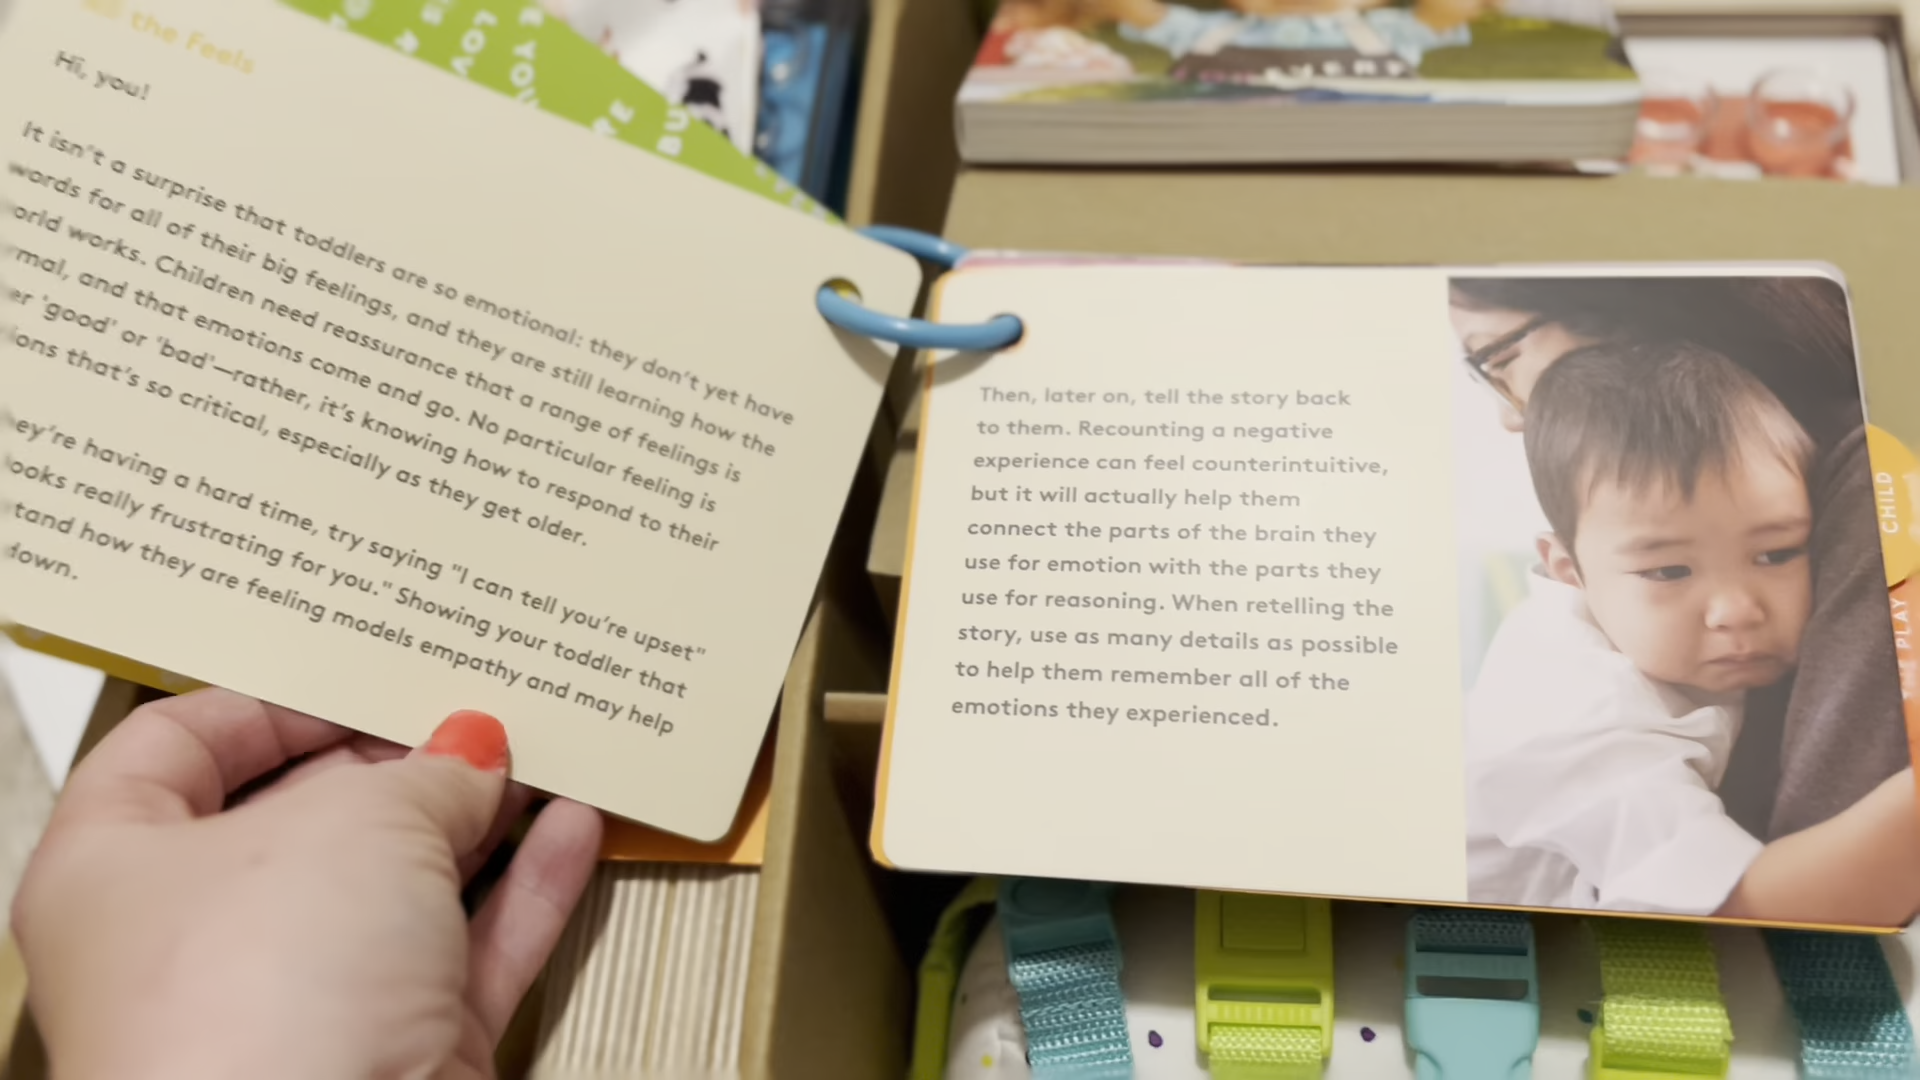 the Feels
Hi, you!
It isn't a surprise that toddlers are so emotional: they don't yet have
words for all of their big feelings, and they are still learning how the
works. Children need reassurance that a range of feelings is
and that emotions come and go. No particular feeling is
'good' or 'bad'—rather, it's knowing how to respond to their
that's so critical, especially as they get older.
having a hard time, try saying "I can tell you're upset"
looks really frustrating for you." Showing your toddler that
how they are feeling models empathy and may help
down.
Then, later on, tell the story back
to them. Recounting a negative
experience can feel counterintuitive,
but it will actually help them
connect the parts of the brain they
use for emotion with the parts they
use for reasoning. When retelling the
story, use as many details as possible
to help them remember all of the
emotions they experienced.
EVERY
CHILD
PLAY